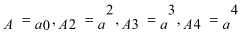 A = a0, A2 = a², A3 = a³, A4 = a⁴